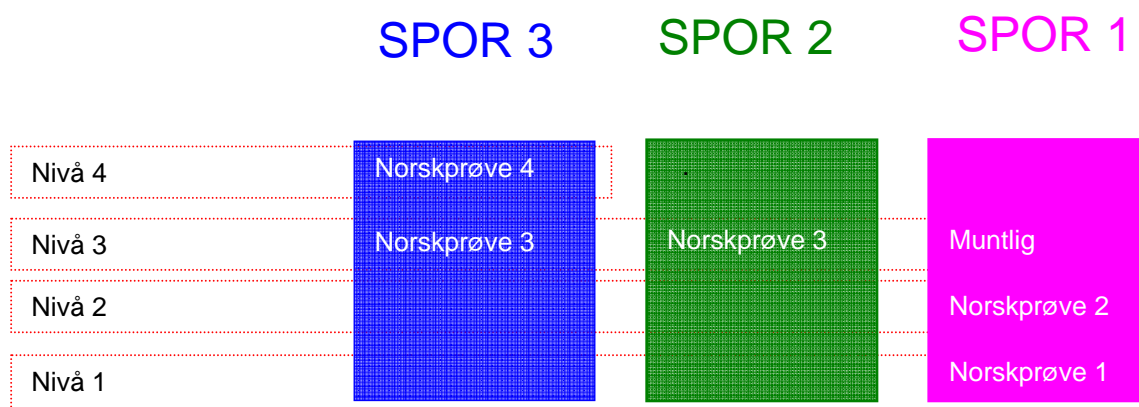 SPOR 3 SPOR 2 SPOR 1
Nivå 4 Norskprøve 4 .
Nivå 3 Norskprøve 3 Norskprøve 3 Muntlig
Nivå 2 Norskprøve 2
Nivå 1 Norskprøve 1